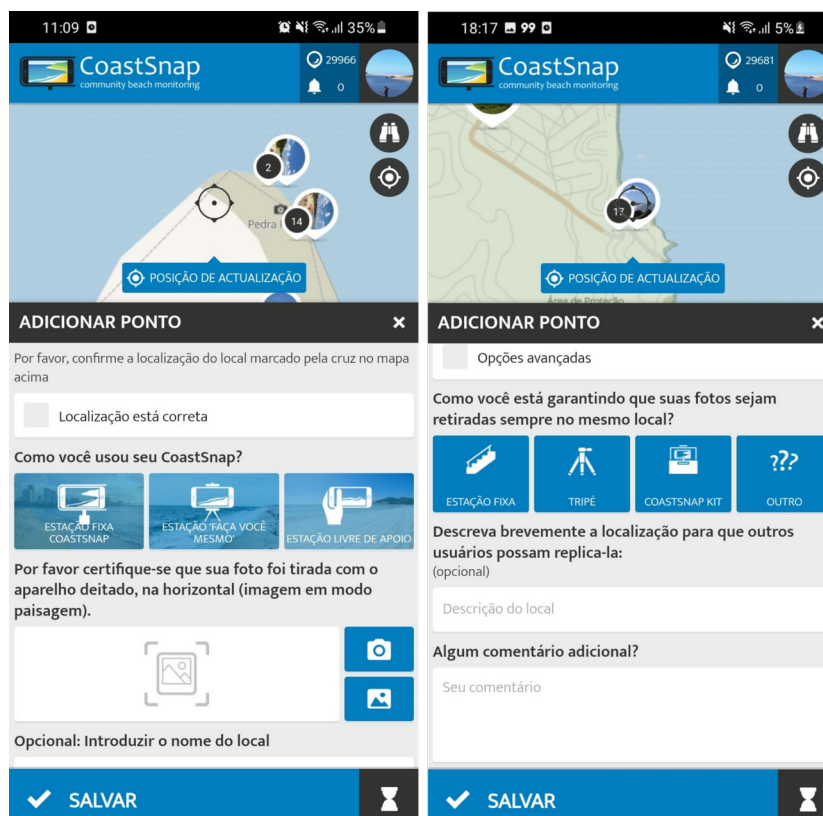 11:09
35%
CoastSnap
community beach monitoring
29966
0
2
14
Pedra
POSIÇÃO DE ACTUALIZAÇÃO
ADICIONAR PONTO
Por favor, confirme a localização do local marcado pela cruz no mapa
acima
Localização está correta
Como você usou seu CoastSnap?
ESTAÇÃO FIXA
COASTSNAP
ESTAÇÃO 'FAÇA VOCÊ
MESMO'
ESTAÇÃO LIVRE DE APOIO
Por favor certifique-se que sua foto foi tirada com o
aparelho deitado, na horizontal (imagem em modo
paisagem).
Opcional: Introduzir o nome do local
SALVAR
18:17
99
5%
CoastSnap
community beach monitoring
29681
0
17
POSIÇÃO DE ACTUALIZAÇÃO
Área de Proteção
ADICIONAR PONTO
Opções avançadas
Como você está garantindo que suas fotos sejam
retiradas sempre no mesmo local?
ESTAÇÃO FIXA
TRIPÉ
COASTSNAP KIT
???
OUTRO
Descreva brevemente a localização para que outros
usuários possam replica-la:
(opcional)
Descrição do local
Algum comentário adicional?
Seu comentário
SALVAR